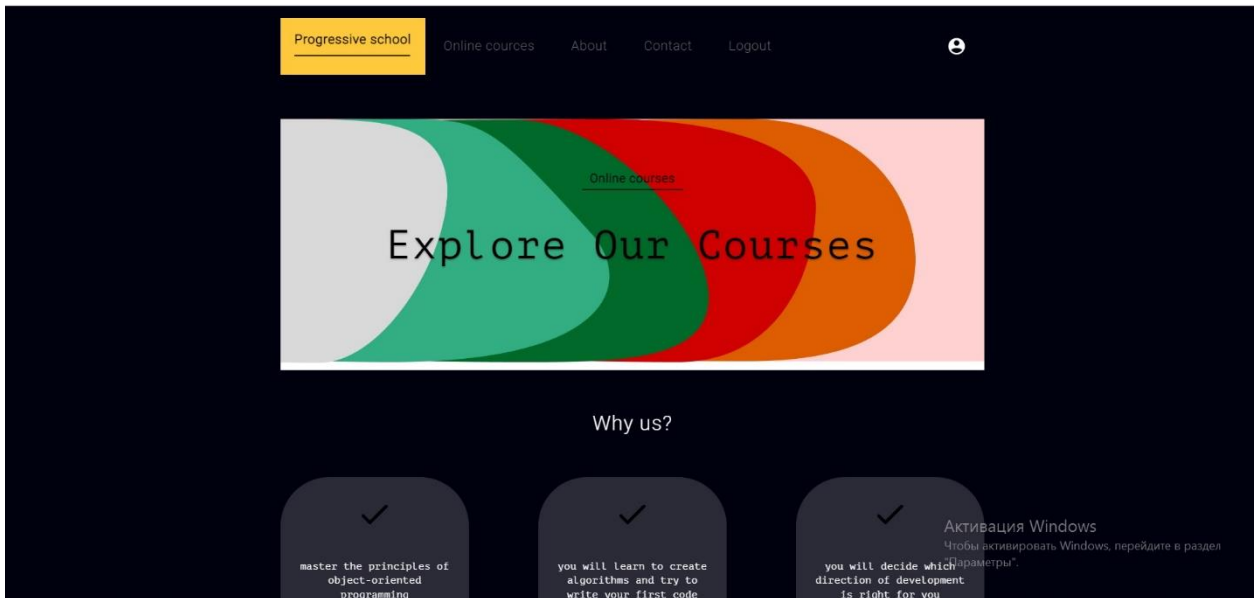 Progressive school
Online cources
About
Contact
Logout
Online courses
Explore Our Courses
Why us?
master the principles of
object-oriented
programming
you will learn to create
algorithms and try to
write your first code
you will decide which
direction of development
is right for you
Активация Windows
Чтобы активировать Windows, перейдите в раздел
"Параметры".